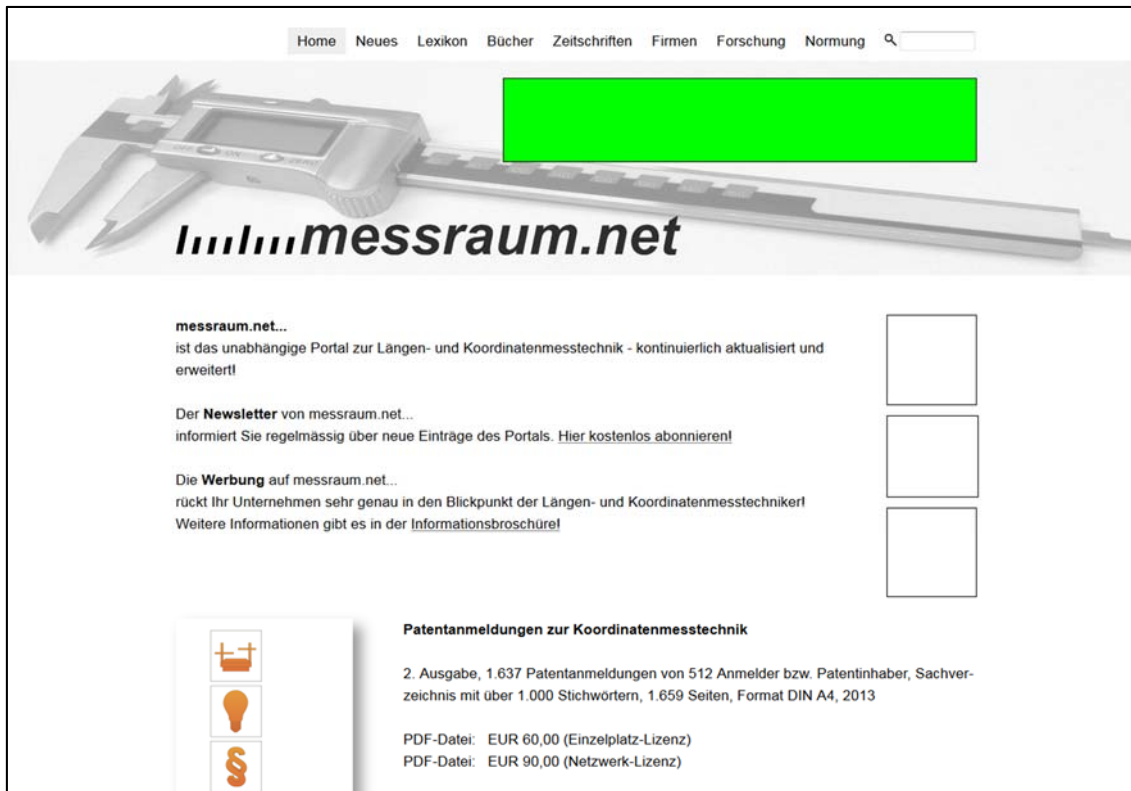 Home Neues Lexikon Bücher Zeitschriften Firmen Forschung Normung
OFF ON ZERO
messraum.net
messraum.net...
ist das unabhängige Portal zur Längen- und Koordinatenmesstechnik - kontinuierlich aktualisiert und
erweitert!
Der Newsletter von messraum.net...
informiert Sie regelmässig über neue Einträge des Portals. Hier kostenlos abonnieren!
Die Werbung auf messraum.net...
rückt Ihr Unternehmen sehr genau in den Blickpunkt der Längen- und Koordinatenmesstechniker!
Weitere Informationen gibt es in der Informationsbroschüre!
Patentanmeldungen zur Koordinatenmesstechnik
2. Ausgabe, 1.637 Patentanmeldungen von 512 Anmelder bzw. Patentinhaber, Sachver-
zeichnis mit über 1.000 Stichwörtern, 1.659 Seiten, Format DIN A4, 2013
PDF-Datei: EUR 60,00 (Einzelplatz-Lizenz)
PDF-Datei: EUR 90,00 (Netzwerk-Lizenz)
§